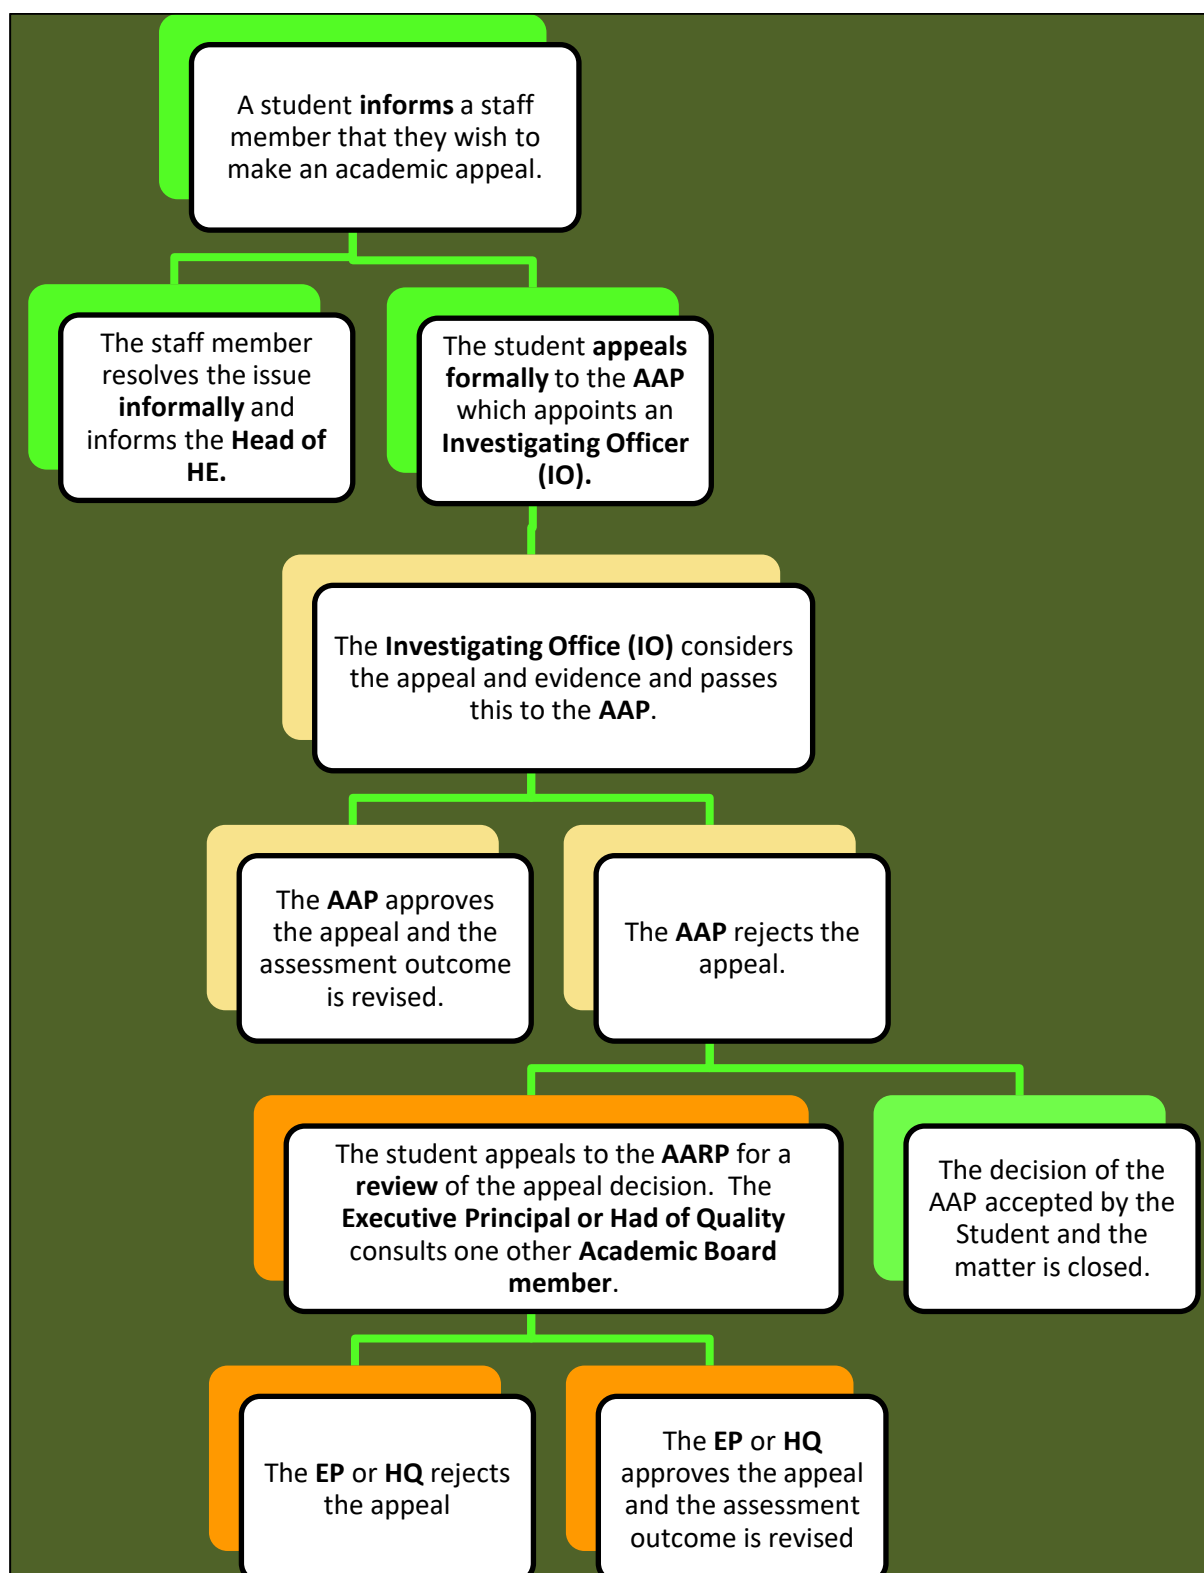 A student informs a staff
member that they wish to
make an academic appeal.
The staff member
resolves the issue
informally and
informs the Head of
HE.
The student appeals
formally to the AAP
which appoints an
Investigating Officer
(IO).
The Investigating Office (IO) considers
the appeal and evidence and passes
this to the AAP.
The AAP approves
the appeal and the
assessment outcome
is revised.
The AAP rejects the
appeal.
The student appeals to the AARP for a
review of the appeal decision.  The
Executive Principal or Had of Quality
consults one other Academic Board
member.
The decision of the
AAP accepted by the
Student and the
matter is closed.
The EP or HQ rejects
the appeal
The EP or HQ
approves the appeal
and the assessment
outcome is revised